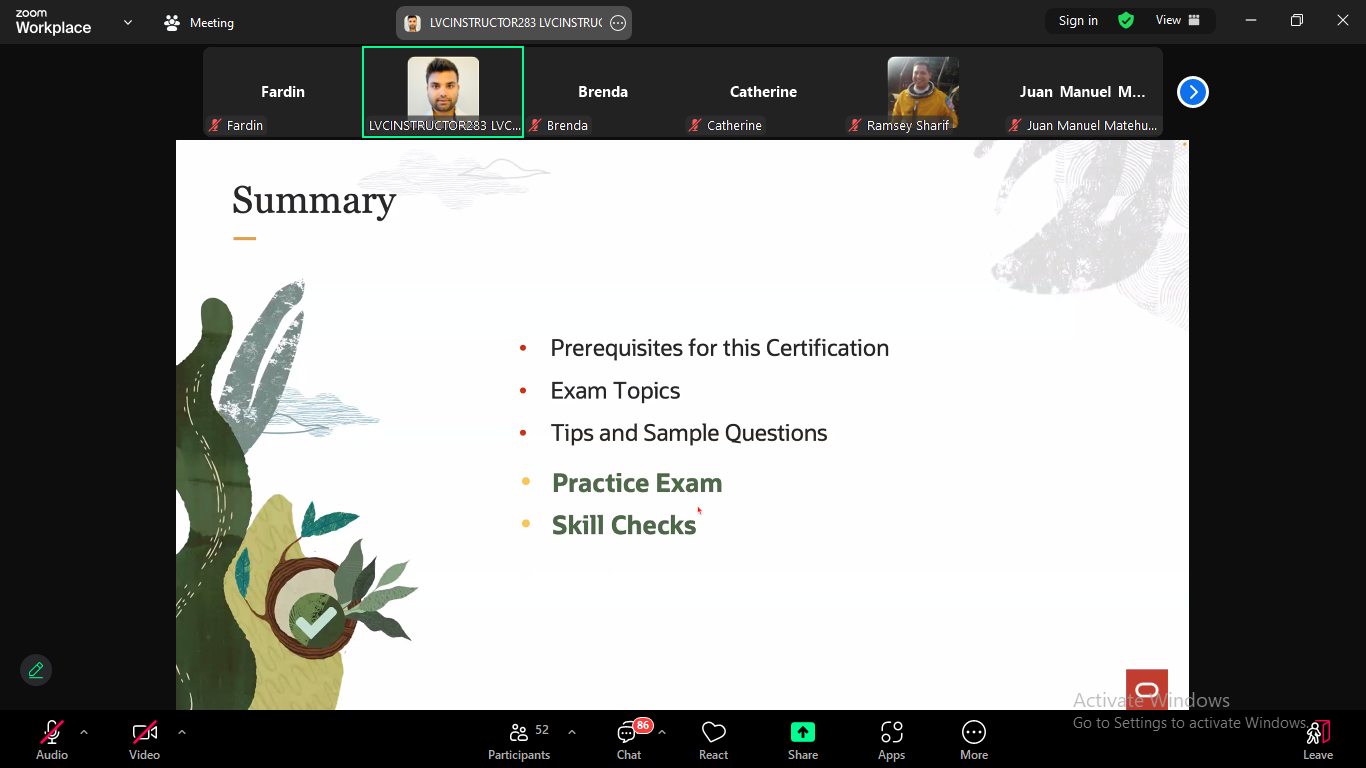 zoom
Workplace
Meeting
LVCINSTRUCTOR283 LVCINSTRUC
Sign in
View
Fardin
Brenda
Catherine
Juan Manuel M...
Fardin
LVCINSTRUCTOR283 LVC...
Brenda
Catherine
Ramsey Sharif
Juan Manuel Matehu...
Summary
• Prerequisites for this Certification
• Exam Topics
• Tips and Sample Questions
• Practice Exam
• Skill Checks
Activate Windows
Go to Settings to activate Windows.
Audio
Video
52
Participants
86
Chat
React
Share
Apps
More
Leave